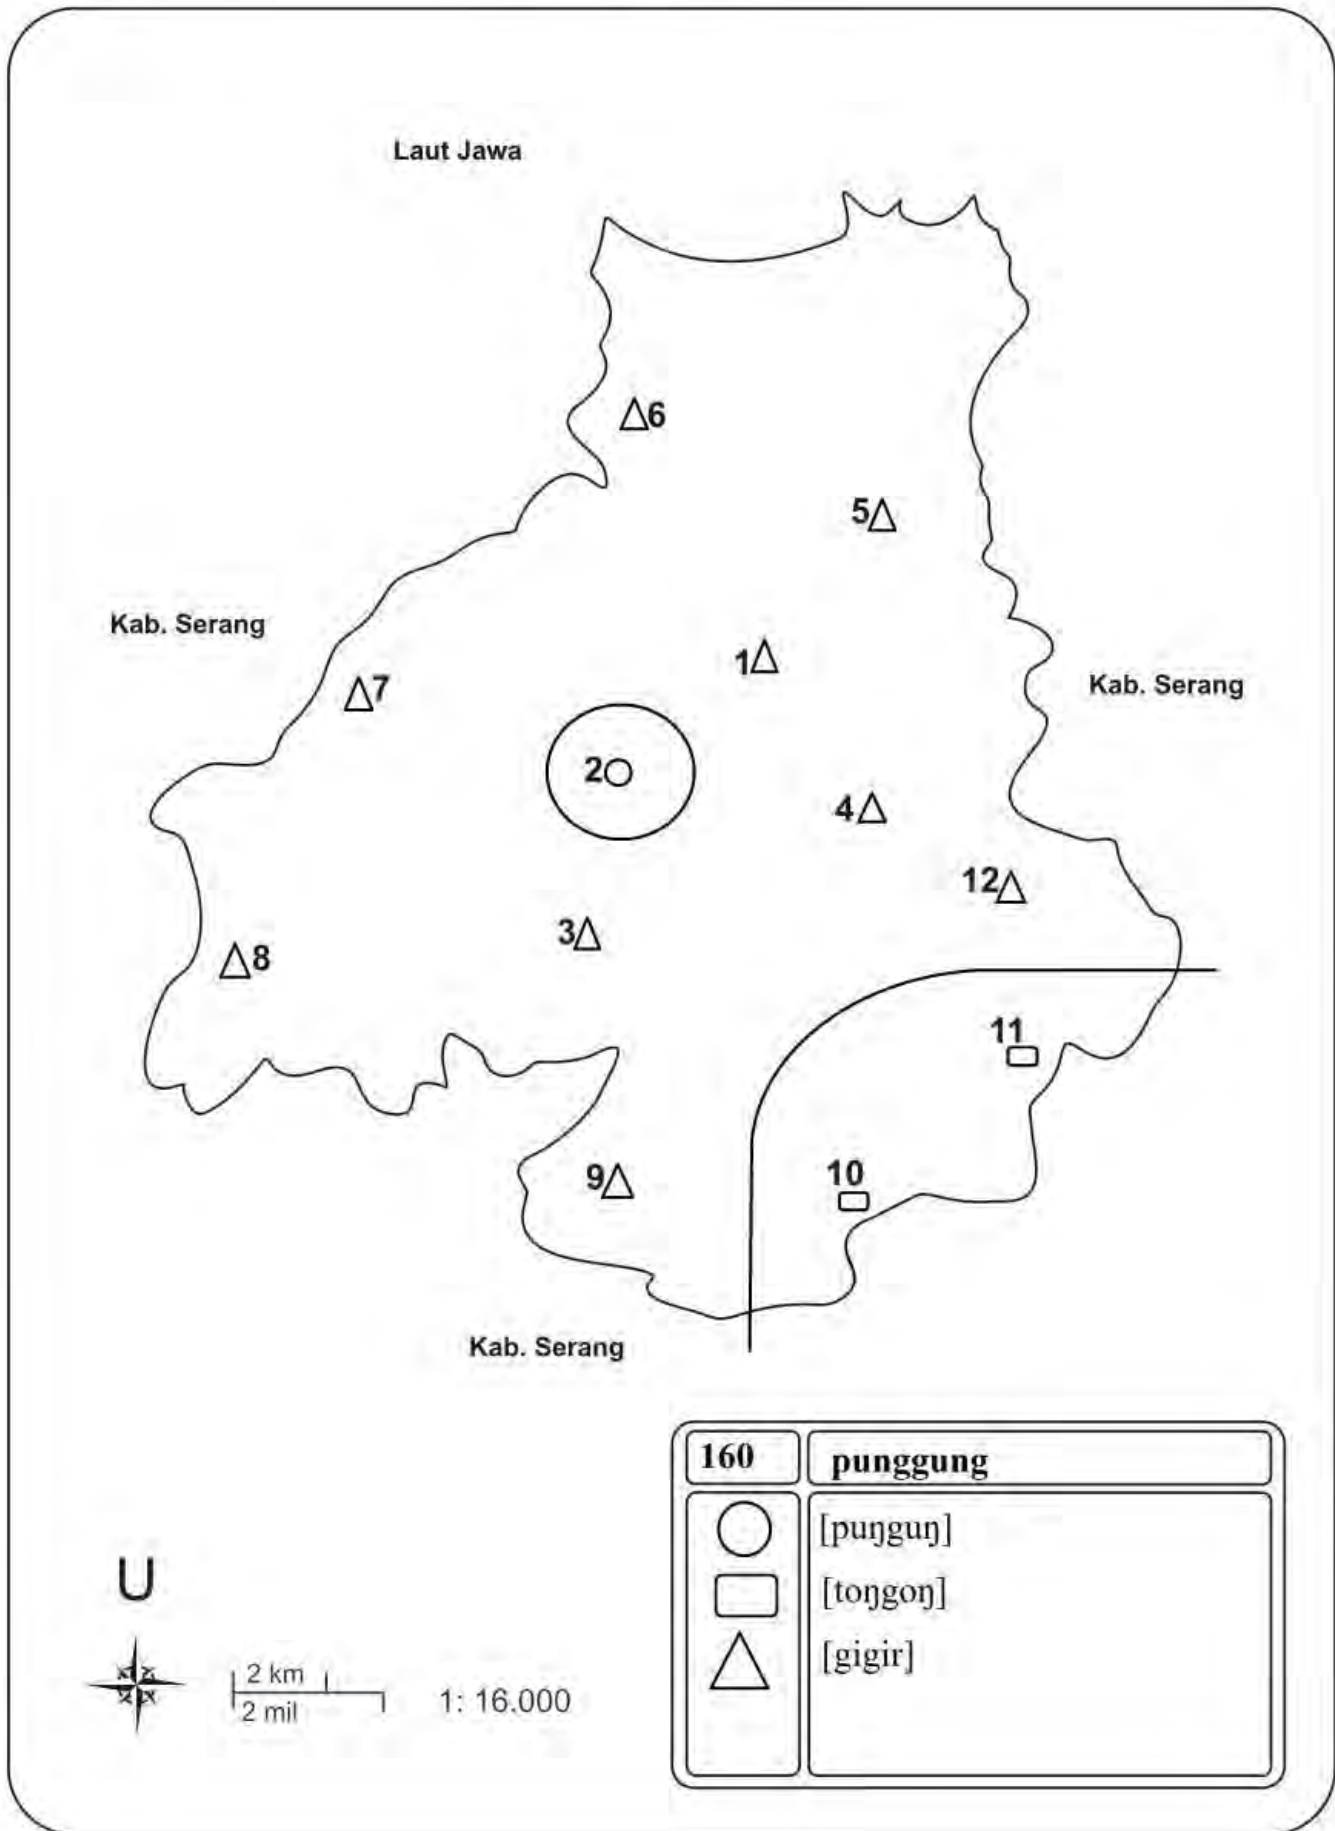 Laut Jawa
6
5
Kab. Serang
1
7
Kab. Serang
2
4
12
3
8
11
10
9
Kab. Serang
160 punggung
[puŋguŋ]
[toŋgoŋ]
[gigir]
U
2 km
2 mil
1: 16.000